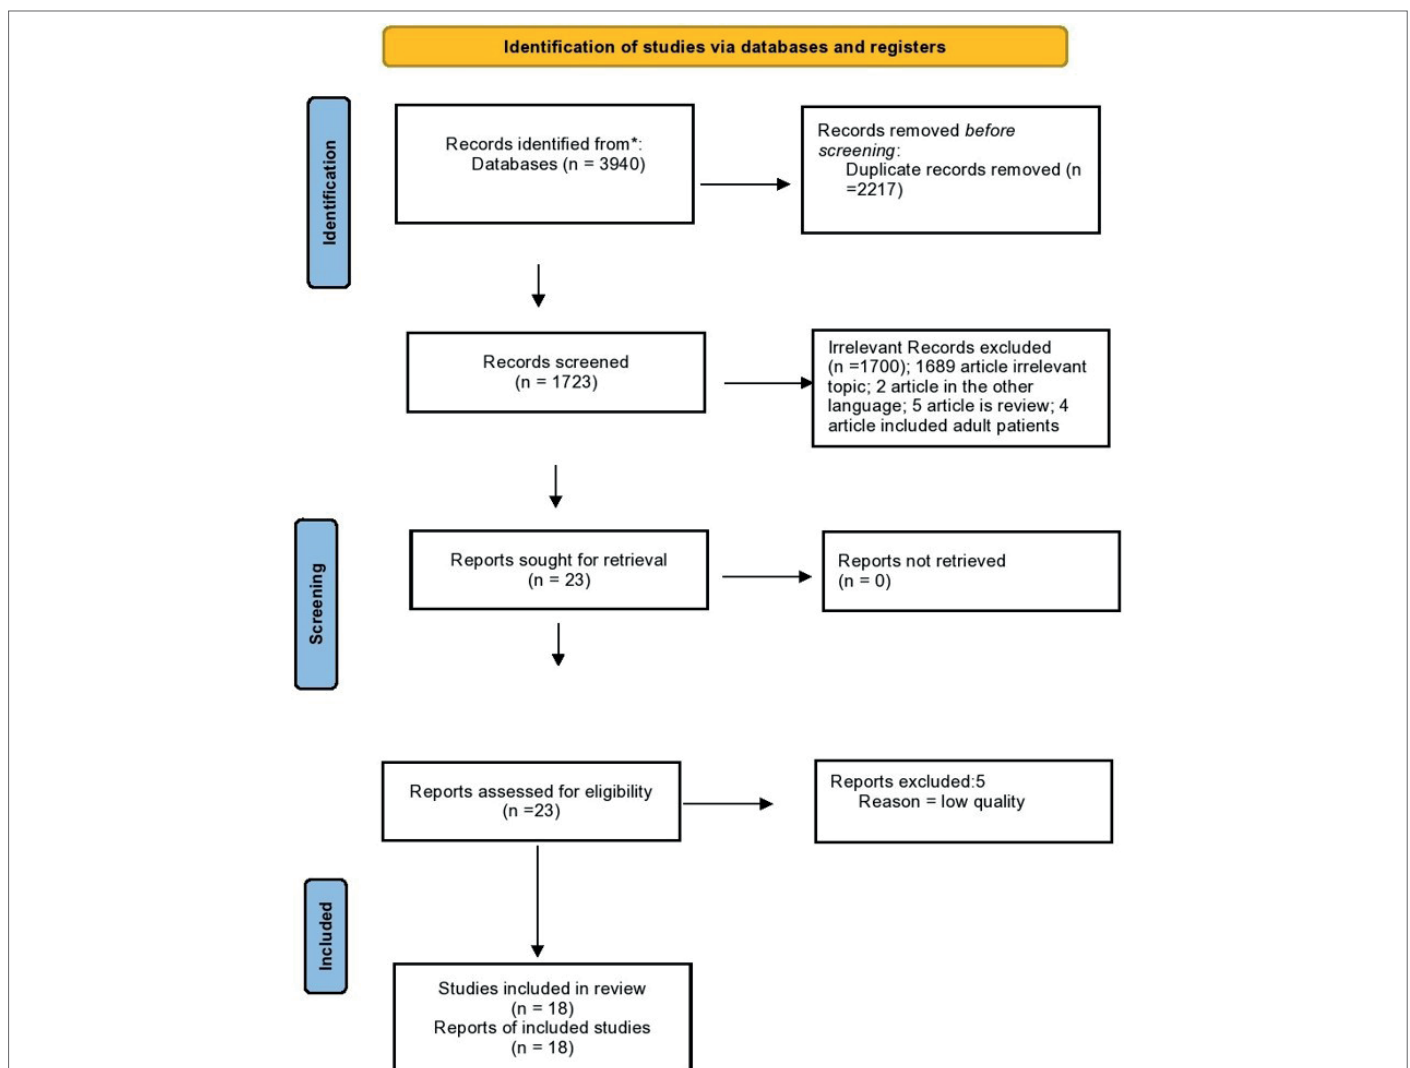 Identification of studies via databases and registers
Identification
Records identified from*:
Databases (n = 3940)
Records removed before
screening:
Duplicate records removed (n
=2217)
Records screened
(n = 1723)
Irrelevant Records excluded
(n =1700); 1689 article irrelevant
topic; 2 article in the other
language; 5 article is review; 4
article included adult patients
Screening
Reports sought for retrieval
(n = 23)
Reports not retrieved
(n = 0)
Reports assessed for eligibility
(n =23)
Reports excluded:5
Reason = low quality
Included
Studies included in review
(n = 18)
Reports of included studies
(n = 18)